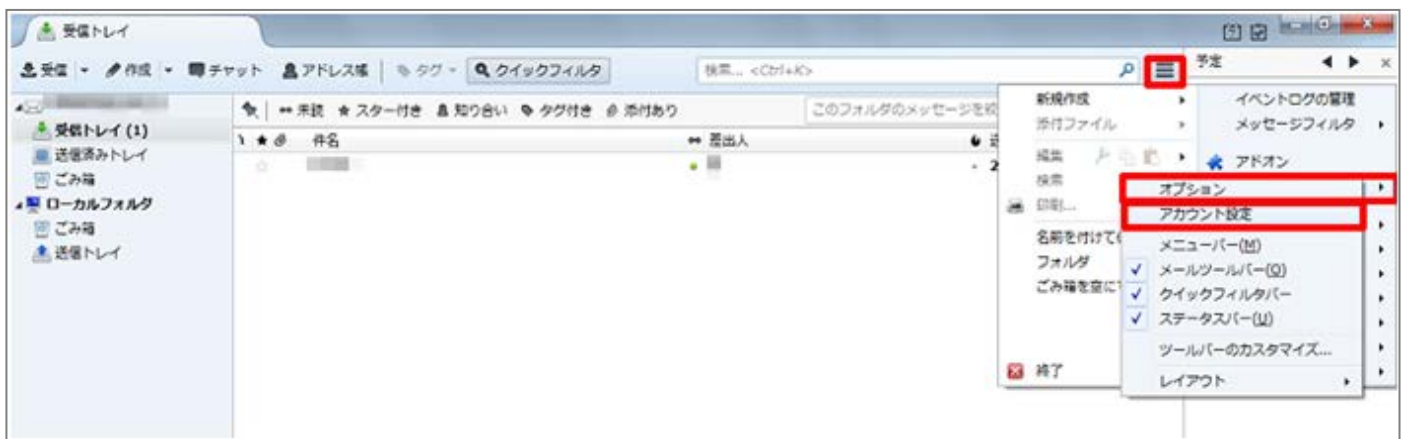 受信トレイ
受信 作成 チャット アドレス帳 タグ クイックフィルタ 検索... <Ctrl+K> 予定
未読 スター付き 知り合い タグ付き 添付あり このフォルダのメッセージを
受信トレイ (1)
送信済みトレイ
ごみ箱
ローカルフォルダ
ごみ箱
送信トレイ
件名 差出人
新規作成
添付ファイル
編集
検索
印刷...
名前を付けて
フォルダ
ごみ箱を空に
終了
イベントログの管理
メッセージフィルタ
アドオン
オプション
アカウント設定
メニューバー(M)
メールツールバー(O)
クイックフィルタバー
ステータスバー(U)
ツールバーのカスタマイズ...
レイアウト